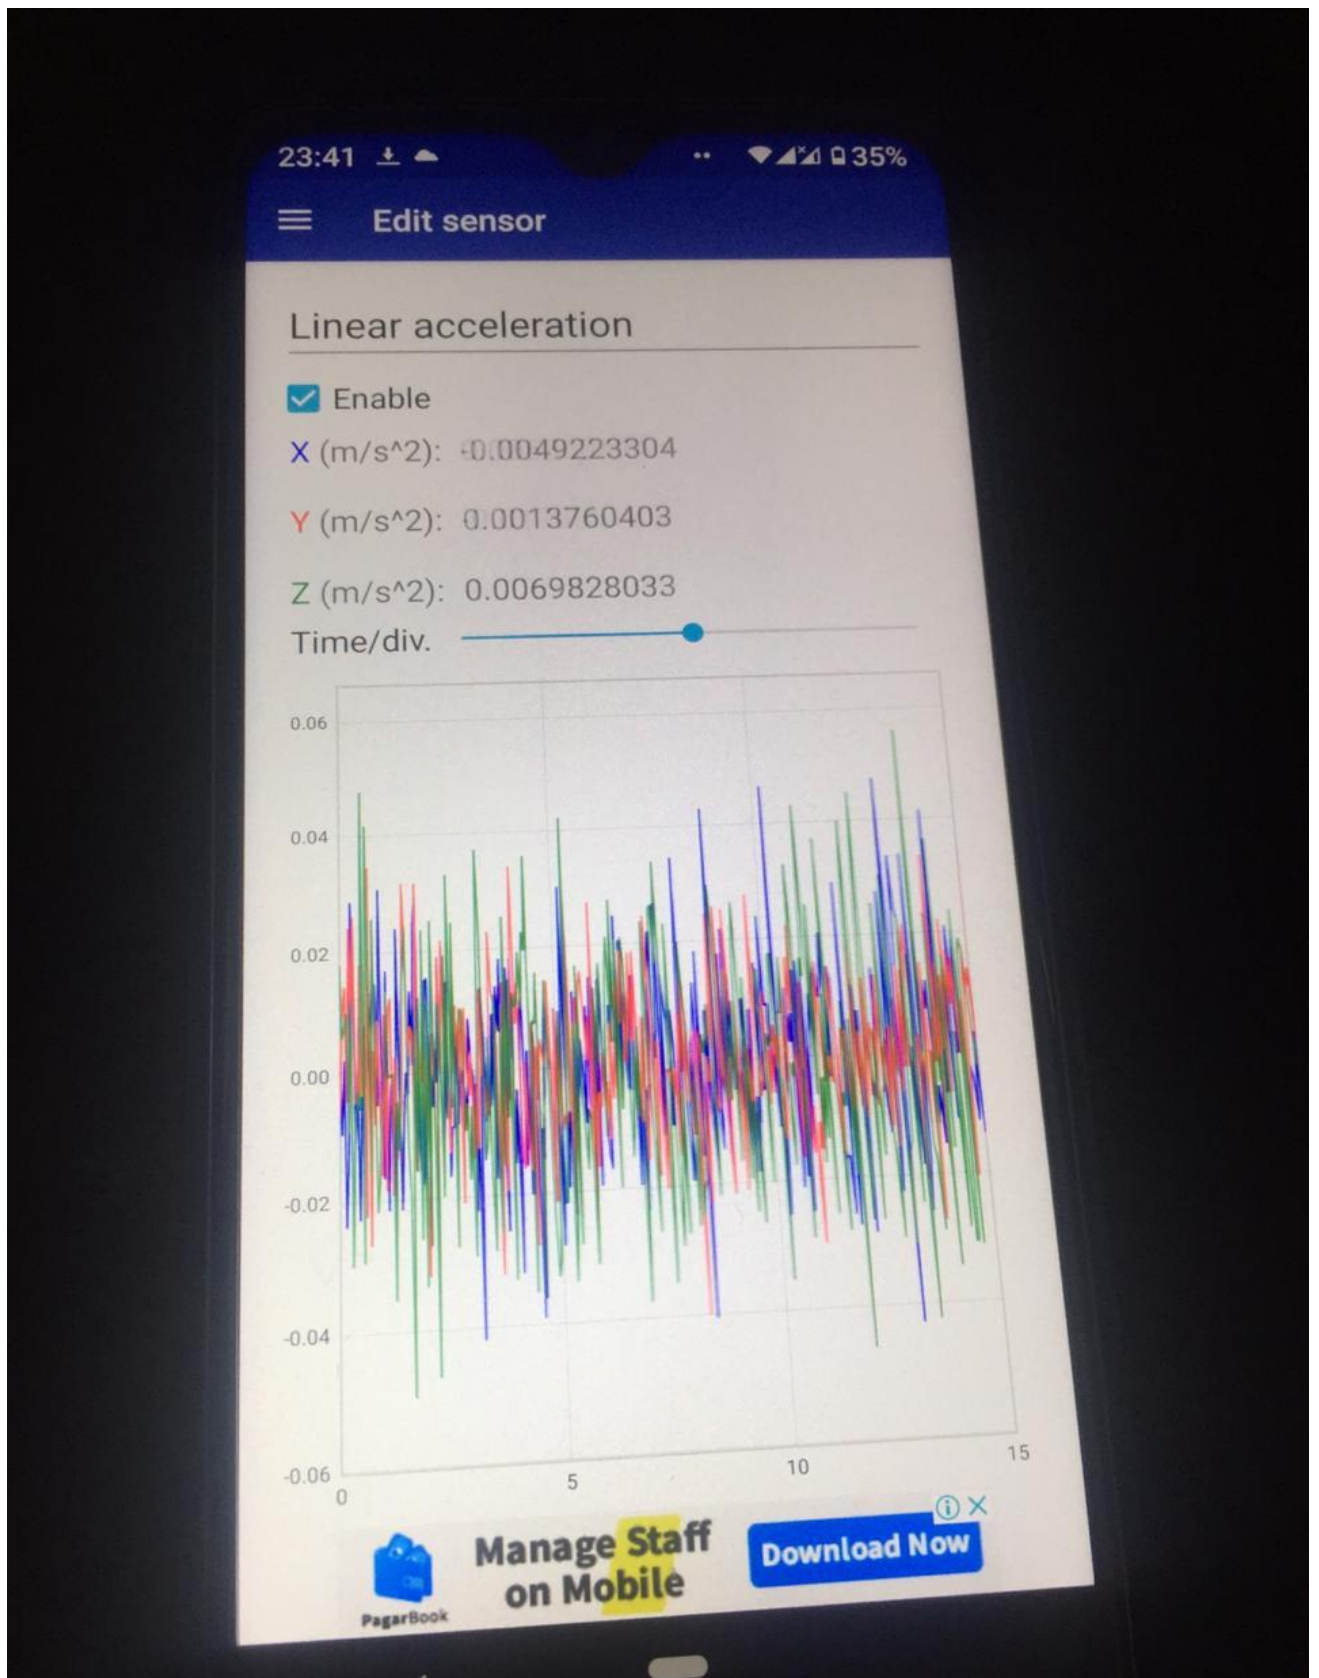 23:41 35%
Edit sensor
Linear acceleration
Enable
X (m/s^2): -0.0049223304
Y (m/s^2): 0.0013760403
Z (m/s^2): 0.0069828033
Time/div.
0.06
0.04
0.02
0.00
-0.02
-0.04
-0.06
0 5 10 15
Manage Staff
on Mobile
Download Now
PagarBook